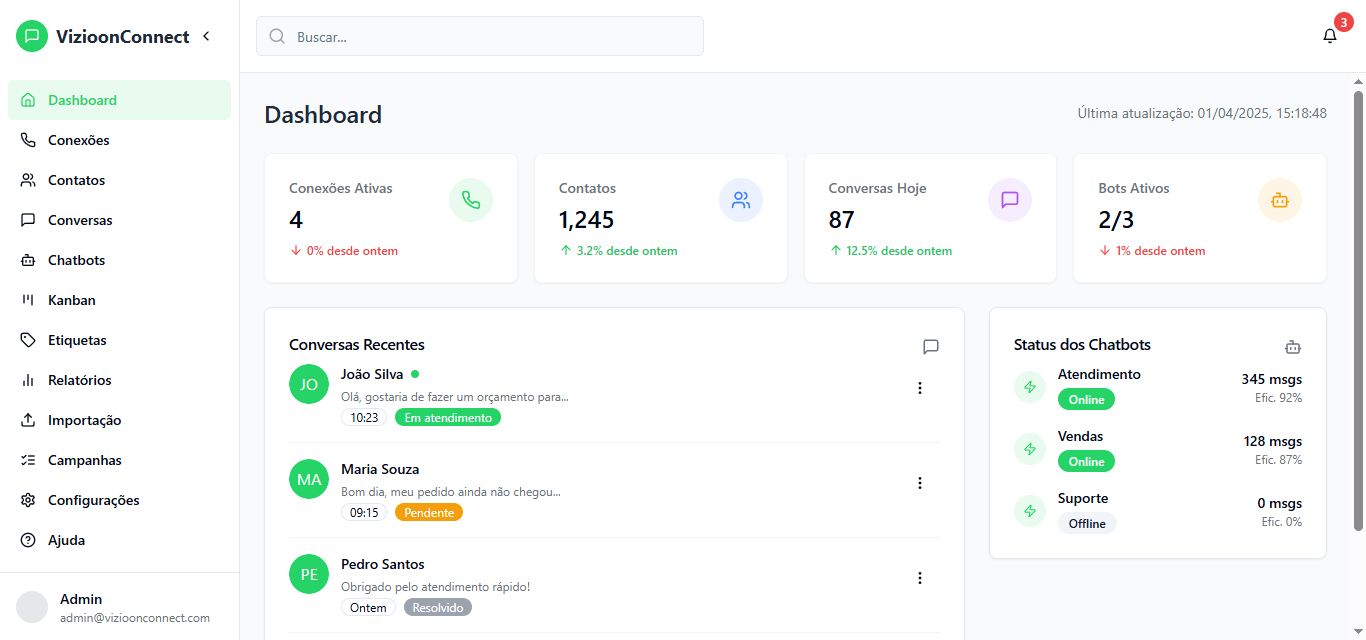 VizioonConnect
Buscar...
3
Dashboard
Conexões
Contatos
Conversas
Chatbots
Kanban
Etiquetas
Relatórios
Importação
Campanhas
Configurações
Ajuda
Admin
admin@vizioonconnect.com
Dashboard
Última atualização: 01/04/2025, 15:18:48
Conexões Ativas
4
0% desde ontem
Contatos
1,245
3.2% desde ontem
Conversas Hoje
87
12.5% desde ontem
Bots Ativos
2/3
1% desde ontem
Conversas Recentes
JO
João Silva
Olá, gostaria de fazer um orçamento para...
10:23 Em atendimento
MA
Maria Souza
Bom dia, meu pedido ainda não chegou...
09:15 Pendente
PE
Pedro Santos
Obrigado pelo atendimento rápido!
Ontem Resolvido
Status dos Chatbots
Atendimento
Online
345 msgs
Efic. 92%
Vendas
Online
128 msgs
Efic. 87%
Suporte
Offline
0 msgs
Efic. 0%